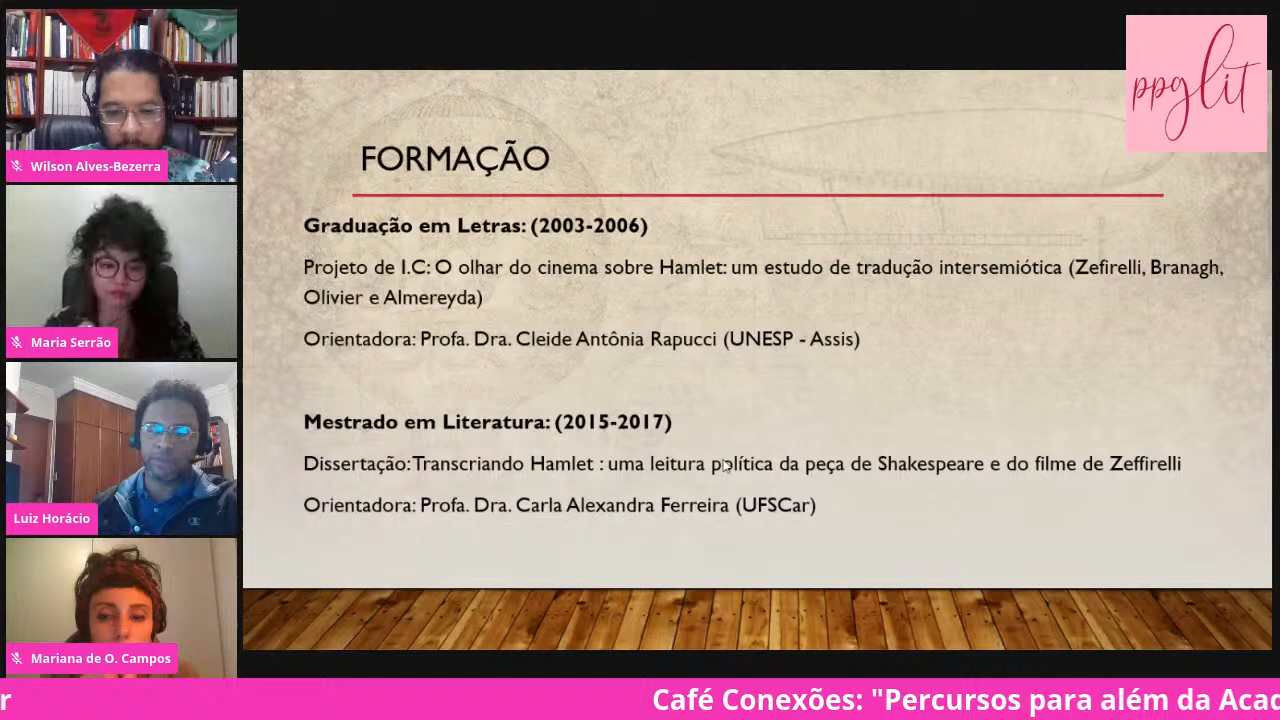 Wilson Alves-Bezerra
Maria Serrão
Luiz Horácio
Mariana de O. Campos
ppglit
FORMAÇÃO
Graduação em Letras: (2003-2006)
Projeto de I.C: O olhar do cinema sobre Hamlet: um estudo de tradução intersemiótica (Zefirelli, Branagh,
Olivier e Almereyda)
Orientadora: Profa. Dra. Cleide Antônia Rapucci (UNESP - Assis)
Mestrado em Literatura: (2015-2017)
Dissertação: Transcriando Hamlet : uma leitura política da peça de Shakespeare e do filme de Zeffirelli
Orientadora: Profa. Dra. Carla Alexandra Ferreira (UFSCar)
r Café Conexões: "Percursos para além da Acad